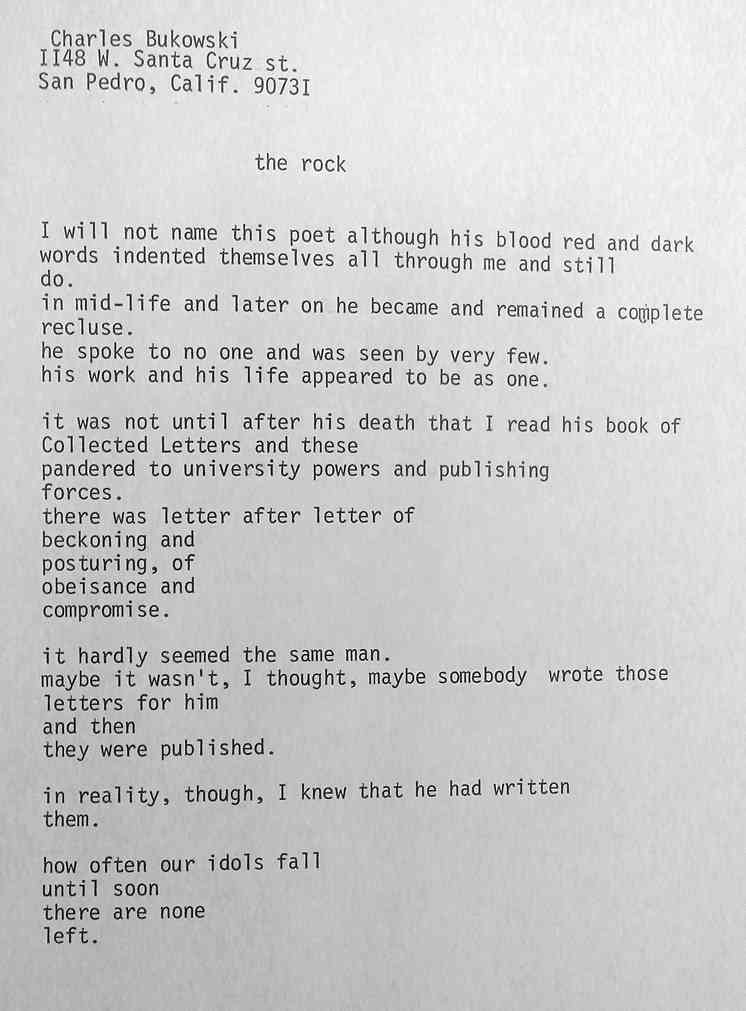 Charles Bukowski
II48 W. Santa Cruz st.
San Pedro, Calif. 9073I
the rock
I will not name this poet although his blood red and dark
words indented themselves all through me and still
do.
in mid-life and later on he became and remained a complete
recluse.
he spoke to no one and was seen by very few.
his work and his life appeared to be as one.
it was not until after his death that I read his book of
Collected Letters and these
pandered to university powers and publishing
forces.
there was letter after letter of
beckoning and
posturing, of
obeisance and
compromise.
it hardly seemed the same man.
maybe it wasn't, I thought, maybe somebody  wrote those
letters for him
and then
they were published.
in reality, though, I knew that he had written
them.
how often our idols fall
until soon
there are none
left.